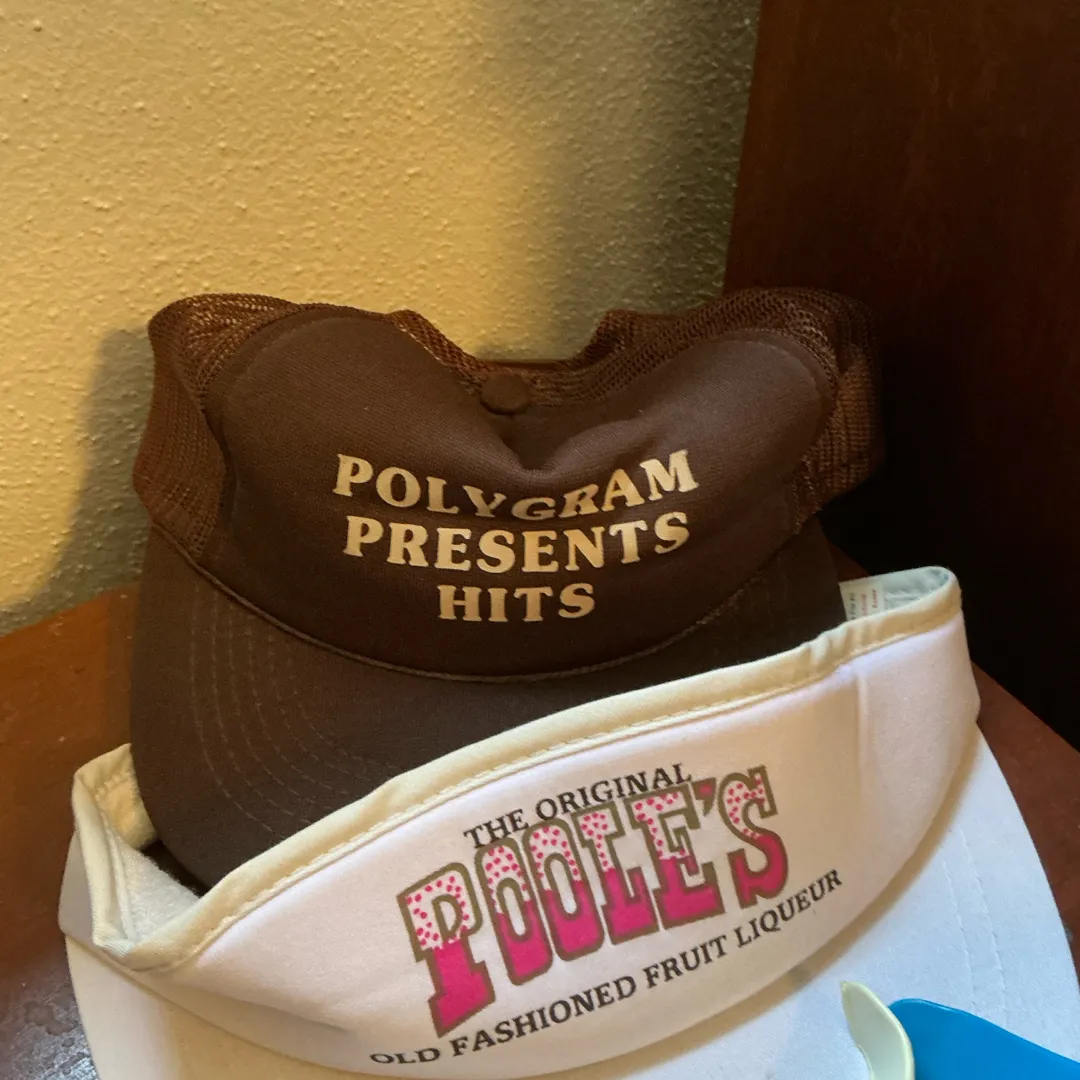 POLYGRAM
PRESENTS
HITS
THE ORIGINAL
POOLE'S
OLD FASHIONED FRUIT LIQUEUR